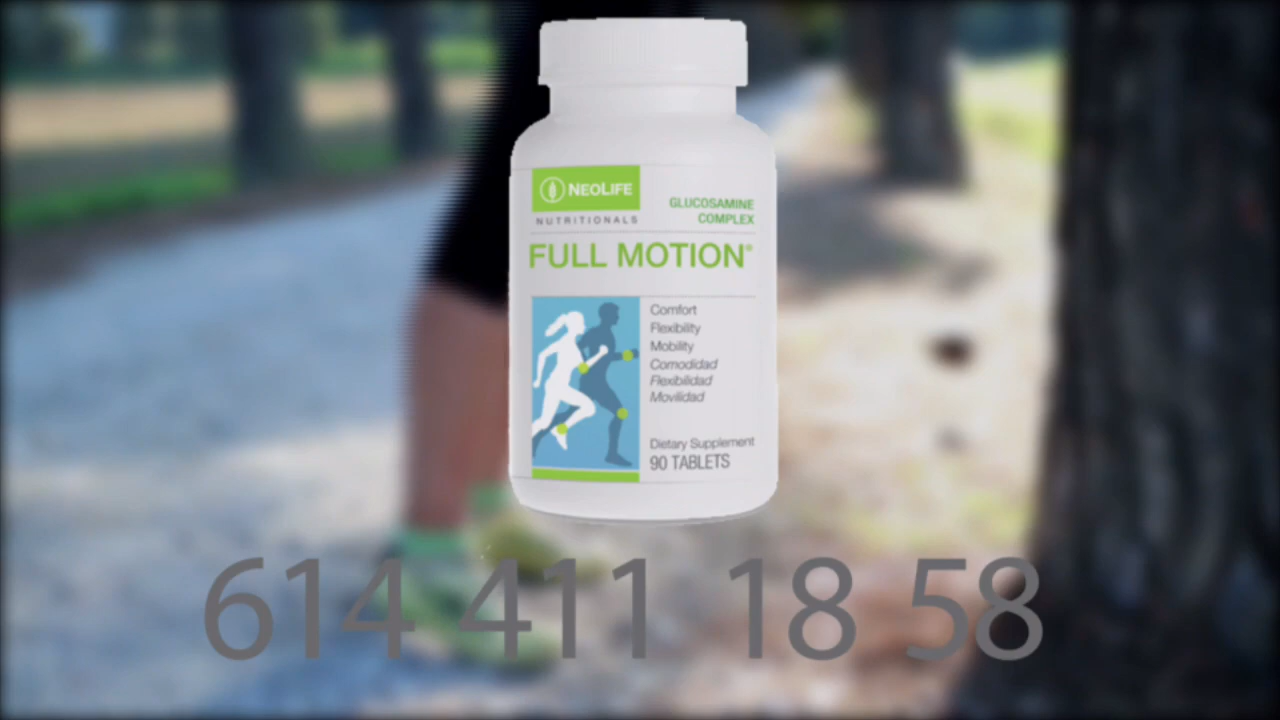 NEOLIFE
NUTRITIONALS
GLUCOSAMINE
COMPLEX
FULL MOTION®
Comfort
Flexibility
Mobility
Comodidad
Flexibilidad
Movilidad
Dietary Supplement
90 TABLETS
614 411 18 58